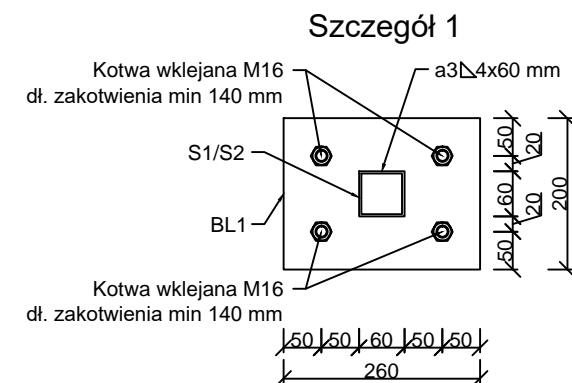 Szczegół 1
Kotwa wklejana M16
dł. zakotwienia min 140 mm
a3⊾4x60 mm
S1/S2
BL1
Kotwa wklejana M16
dł. zakotwienia min 140 mm
50
20
60
20
50
200
50 50 60 50 50
260